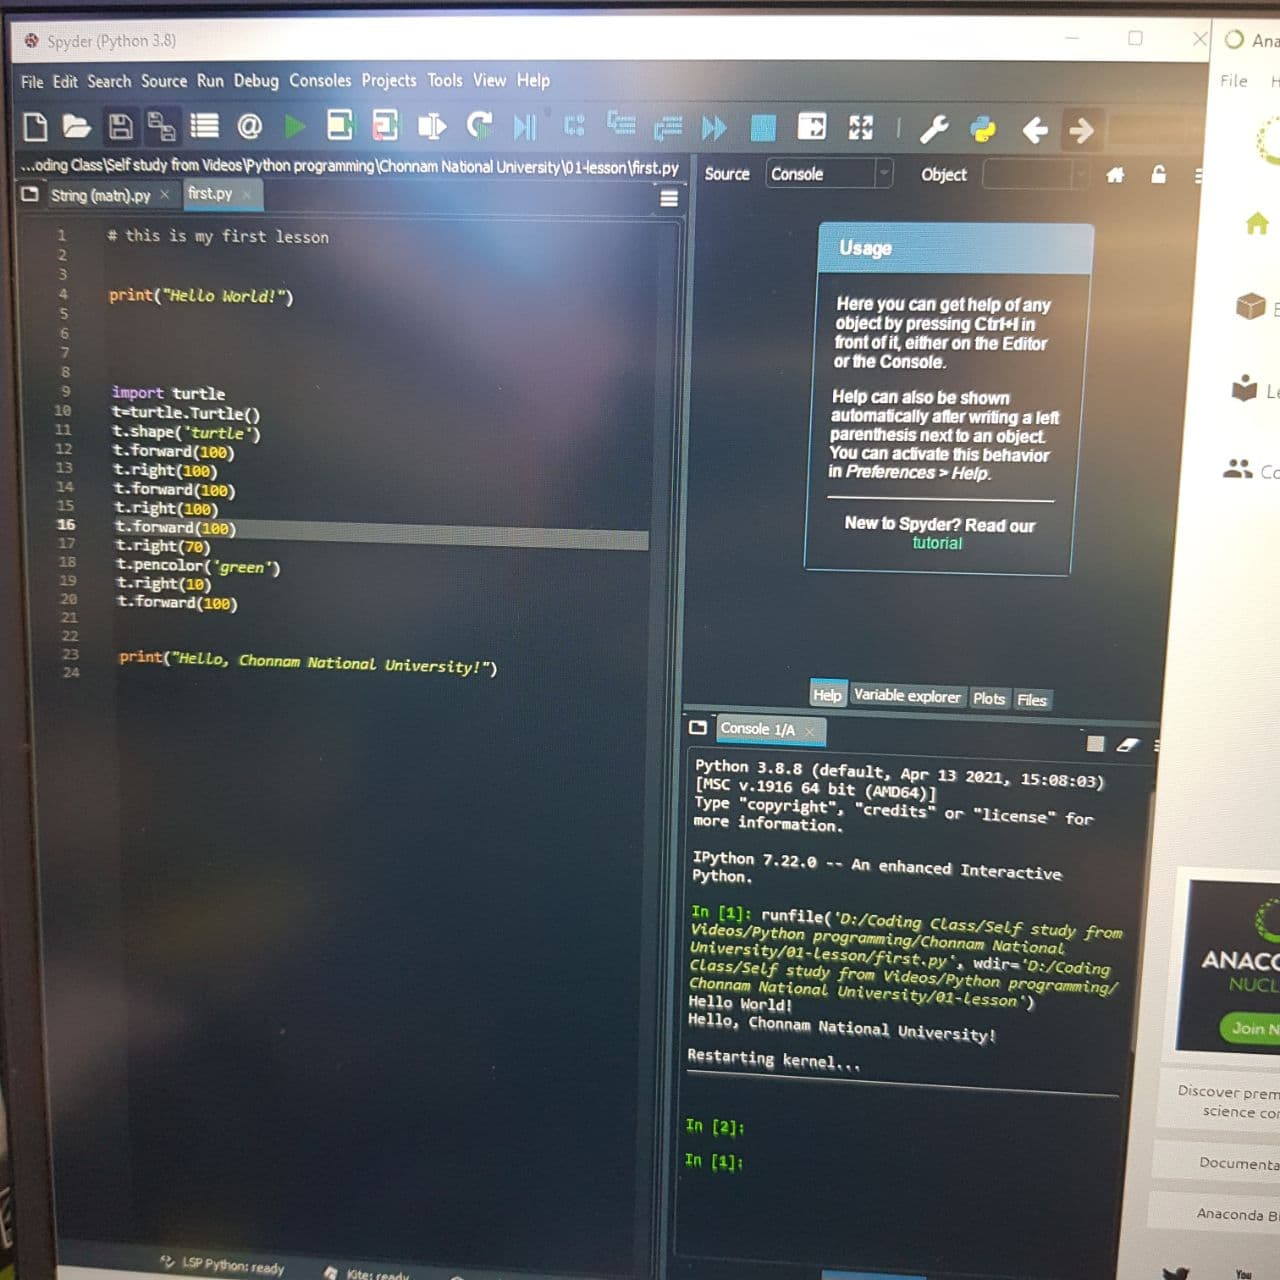 Spyder (Python 3.8)
File Edit Search Source Run Debug Consoles Projects Tools View Help
...oding Class\Self study from Videos\Python programming\Chonnam National University\01-lesson\first.py
String (matn).py
first.py
1 # this is my first lesson
2
3
4 print("Hello World!")
5
6
7
8
9 import turtle
10 t=turtle.Turtle()
11 t.shape('turtle')
12 t.forward(100)
13 t.right(100)
14 t.forward(100)
15 t.right(100)
16 t.forward(100)
17 t.right(70)
18 t.pencolor('green')
19 t.right(10)
20 t.forward(100)
21
22
23 print("Hello, Chonnam National University!")
24
LSP Python: ready
Kite: ready
Source Console Object
Usage
Here you can get help of any
object by pressing Ctrl+I in
front of it, either on the Editor
or the Console.
Help can also be shown
automatically after writing a left
parenthesis next to an object.
You can activate this behavior
in Preferences > Help.
New to Spyder? Read our
tutorial
Help Variable explorer Plots Files
Console 1/A
Python 3.8.8 (default, Apr 13 2021, 15:08:03)
[MSC v.1916 64 bit (AMD64)]
Type "copyright", "credits" or "license" for
more information.
IPython 7.22.0 -- An enhanced Interactive
Python.
In [1]: runfile('D:/Coding Class/Self study from
Videos/Python programming/Chonnam National
University/01-lesson/first.py', wdir='D:/Coding
Class/Self study from Videos/Python programming/
Chonnam National University/01-lesson')
Hello World!
Hello, Chonnam National University!
Restarting kernel...
In [2]:
In [1]:
Ana
File H
E
Le
Co
ANACO
NUCL
Join N
Discover prem
science con
Documenta
Anaconda B
You